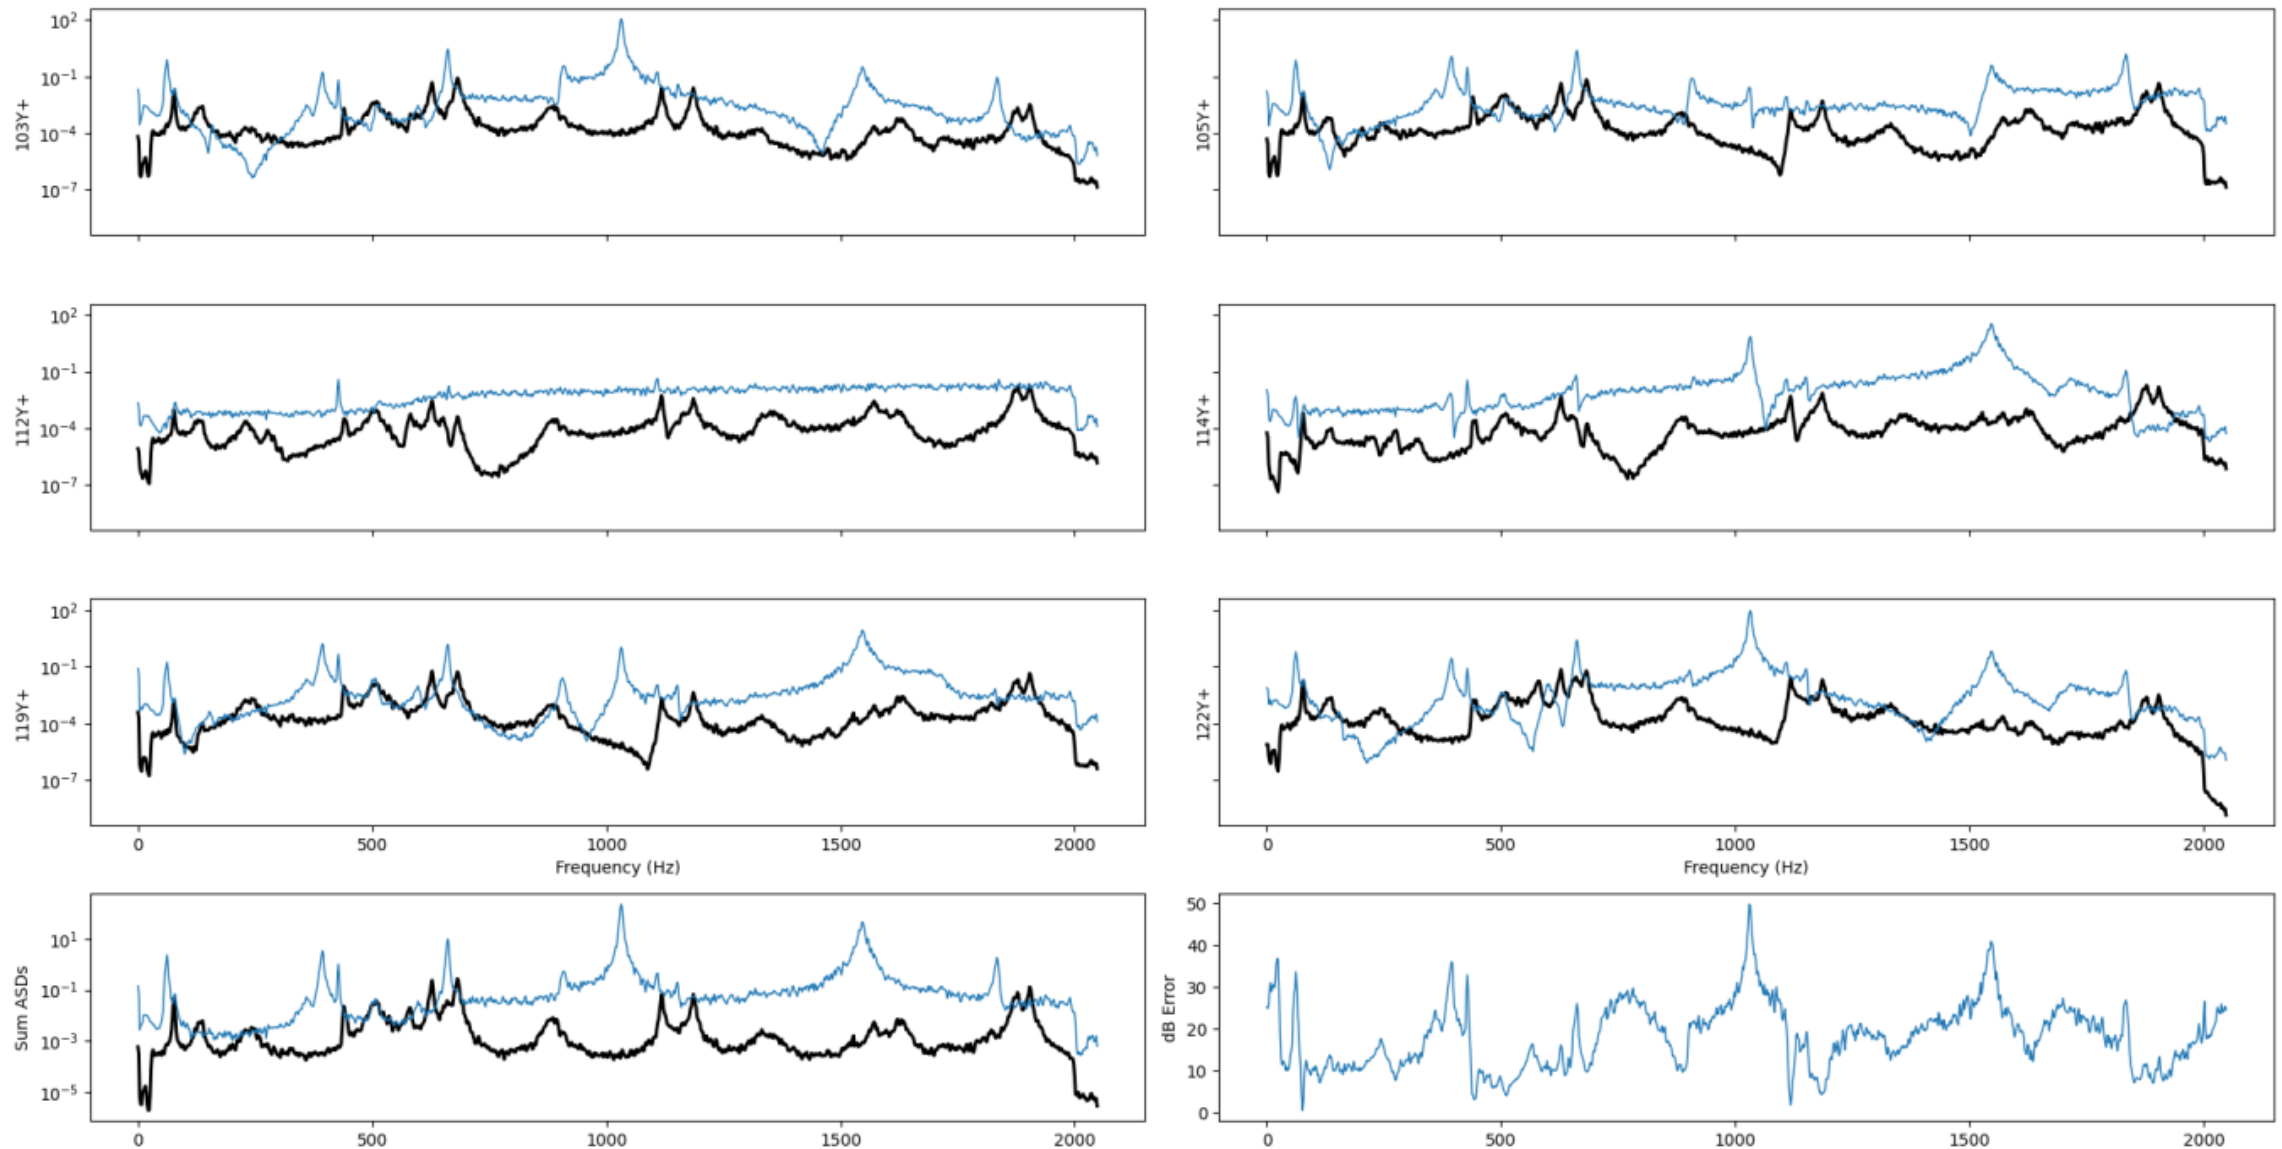 10²
10⁻¹
10⁻⁴
10⁻⁷
103Y+
105Y+
10²
10⁻¹
10⁻⁴
10⁻⁷
112Y+
114Y+
10²
10⁻¹
10⁻⁴
10⁻⁷
119Y+
0 500 1000 1500 2000
Frequency (Hz)
122Y+
0 500 1000 1500 2000
Frequency (Hz)
10¹
10⁻¹
10⁻³
10⁻⁵
Sum ASDs
0 500 1000 1500 2000
50
40
30
20
10
0
dB Error
0 500 1000 1500 2000